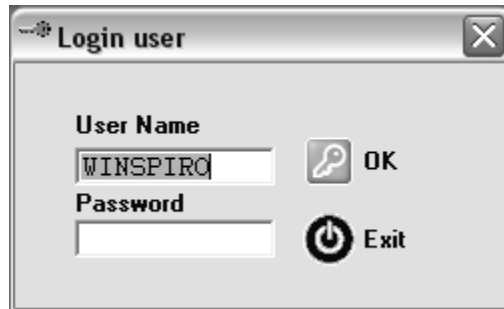 Login user
User Name
WINSPIRO
OK
Password
Exit